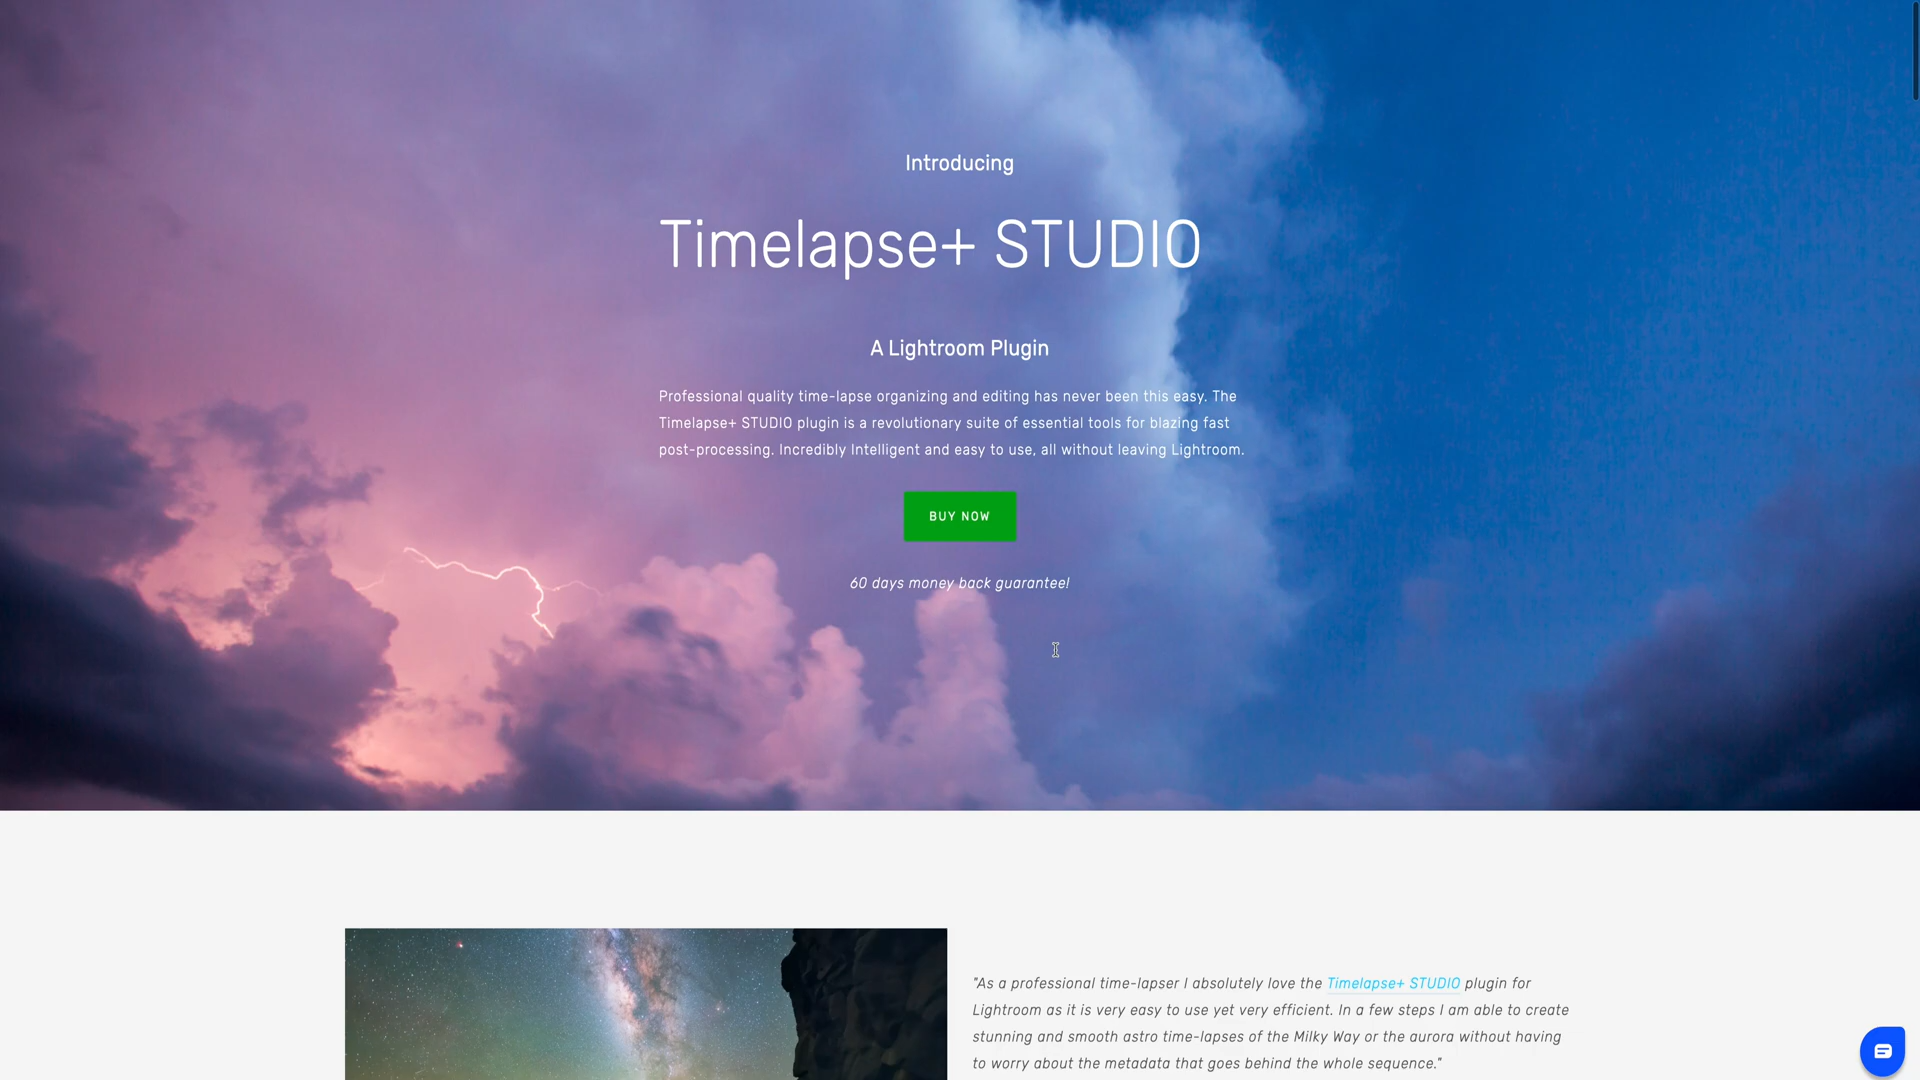 Introducing
Timelapse+ STUDIO
A Lightroom Plugin
Professional quality time-lapse organizing and editing has never been this easy. The
Timelapse+ STUDIO plugin is a revolutionary suite of essential tools for blazing fast
post-processing. Incredibly Intelligent and easy to use, all without leaving Lightroom.
BUY NOW
60 days money back guarantee!
"As a professional time-lapser I absolutely love the Timelapse+ STUDIO plugin for
Lightroom as it is very easy to use yet very efficient. In a few steps I am able to create
stunning and smooth astro time-lapses of the Milky Way or the aurora without having
to worry about the metadata that goes behind the whole sequence."